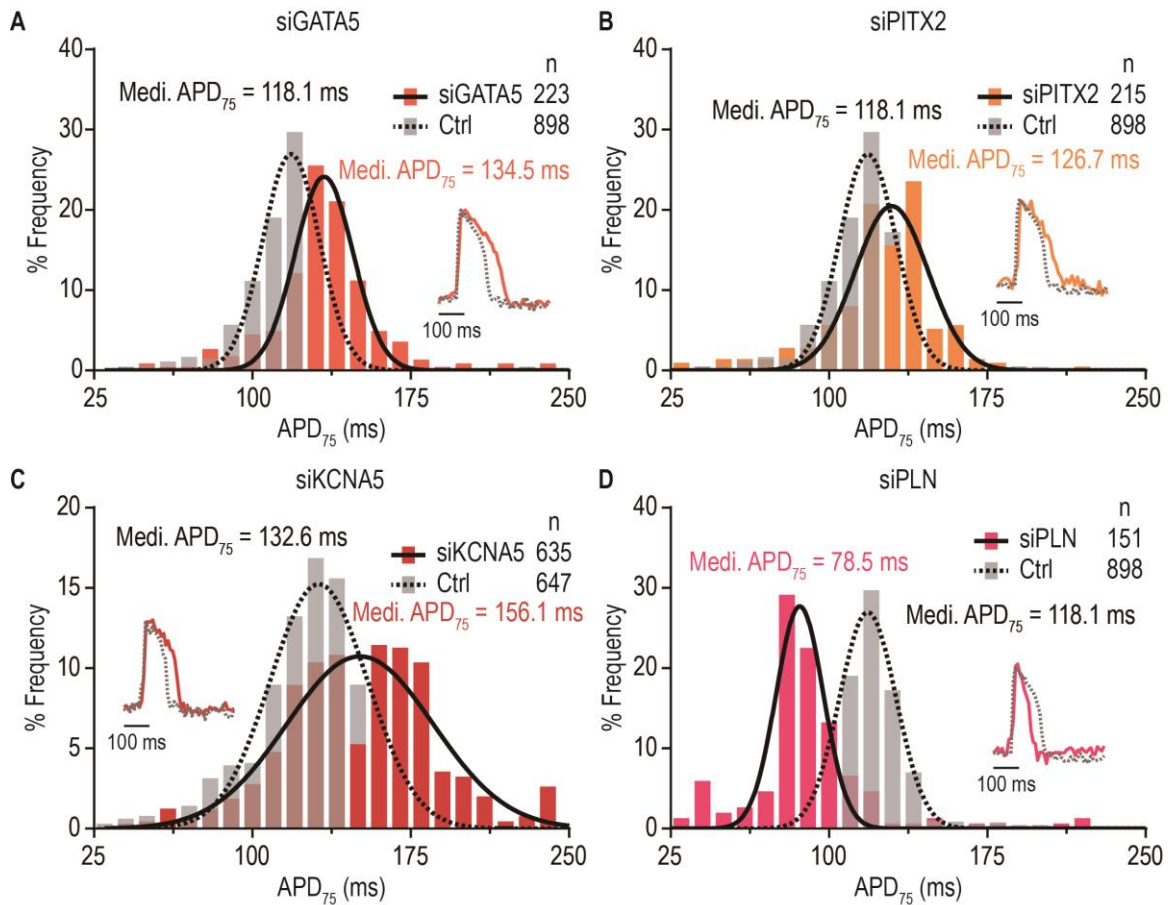 A
siGATA5
40
30
20
10
0
% Frequency
Medi. APD75 = 118.1 ms
n
siGATA5 223
Ctrl 898
Medi. APD75 = 134.5 ms
100 ms
25 100 175 250
APD75 (ms)
B
siPITX2
40
30
20
10
0
% Frequency
Medi. APD75 = 118.1 ms
n
siPITX2 215
Ctrl 898
Medi. APD75 = 126.7 ms
100 ms
25 100 175 250
APD75 (ms)
C
siKCNA5
20
15
10
5
0
% Frequency
Medi. APD75 = 132.6 ms
n
siKCNA5 635
Ctrl 647
Medi. APD75 = 156.1 ms
100 ms
25 100 175 250
APD75 (ms)
D
siPLN
40
30
20
10
0
% Frequency
Medi. APD75 = 78.5 ms
n
siPLN 151
Ctrl 898
Medi. APD75 = 118.1 ms
100 ms
25 100 175 250
APD75 (ms)